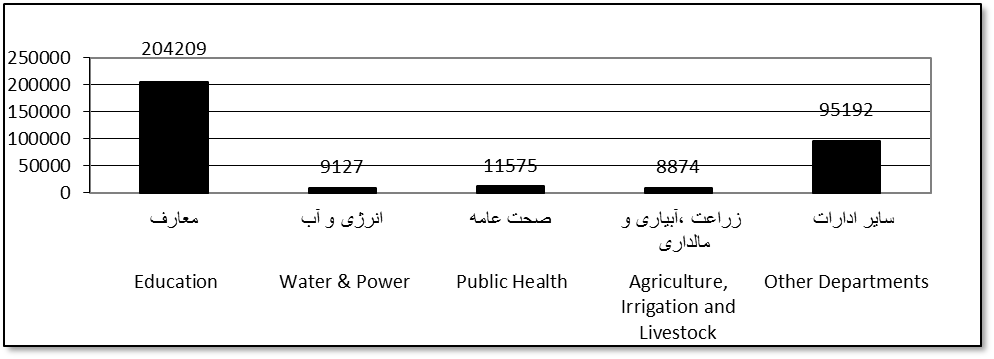 204209
250000
200000
150000
100000
50000
0
9127
11575
8874
95192
معارف
انرژی و آب
صحت عامه
زراعت ،آبیاری و
مالداری
سایر ادارات
Education
Water & Power
Public Health
Agriculture,
Irrigation and
Livestock
Other Departments